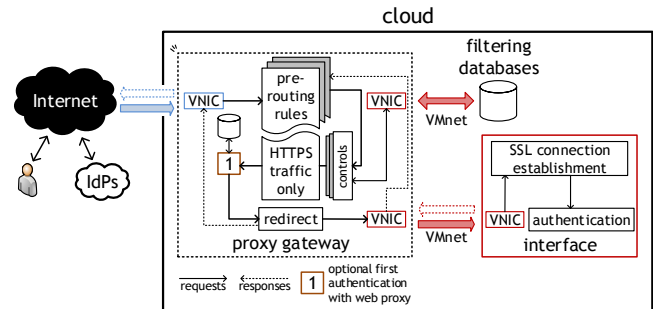 cloud
filtering
databases
Internet
IdPs
VNIC
pre-
routing
rules
VNIC
VMnet
1
HTTPS
traffic
only
controls
redirect
VNIC
proxy gateway
VMnet
SSL connection
establishment
VNIC
authentication
interface
requests
responses
1
optional first
authentication
with web proxy